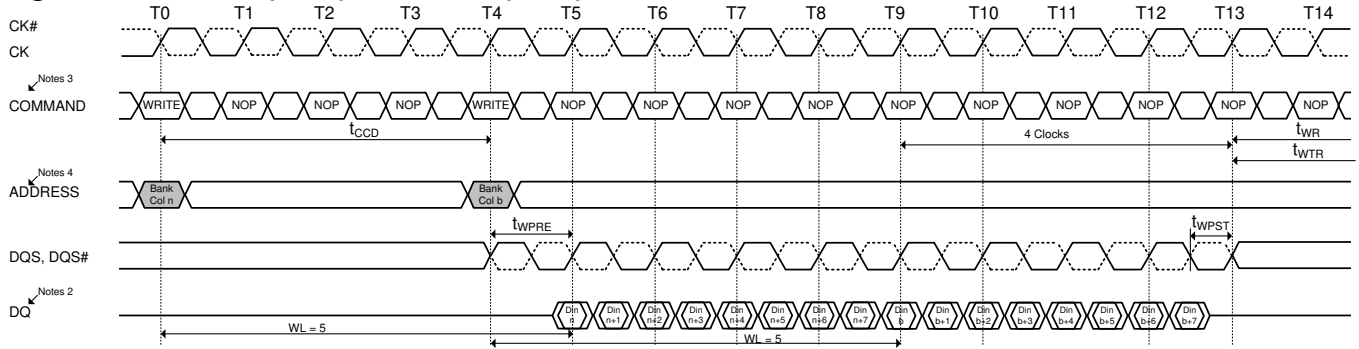 T0 T1 T2 T3 T4 T5 T6 T7 T8 T9 T10 T11 T12 T13 T14
CK#
CK
Notes 3
COMMAND
WRITE NOP NOP NOP WRITE NOP NOP NOP NOP NOP NOP NOP NOP NOP NOP
tCCD
4 Clocks
tWR
tWTR
Notes 4
ADDRESS
Bank Col n
Bank Col b
tWPRE
tWPST
DQS, DQS#
Notes 2
DQ
Din n Din n+1 Din n+2 Din n+3 Din n+4 Din n+5 Din n+6 Din n+7 Din b Din b+1 Din b+2 Din b+3 Din b+4 Din b+5 Din b+6 Din b+7
WL = 5
WL = 5